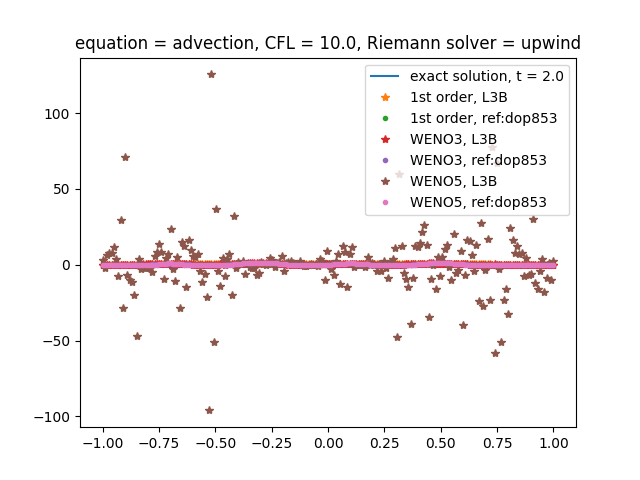 equation = advection, CFL = 10.0, Riemann solver = upwind
exact solution, t = 2.0
1st order, L3B
1st order, ref:dop853
WENO3, L3B
WENO3, ref:dop853
WENO5, L3B
WENO5, ref:dop853
100
50
0
−50
−100
−1.00 −0.75 −0.50 −0.25 0.00 0.25 0.50 0.75 1.00